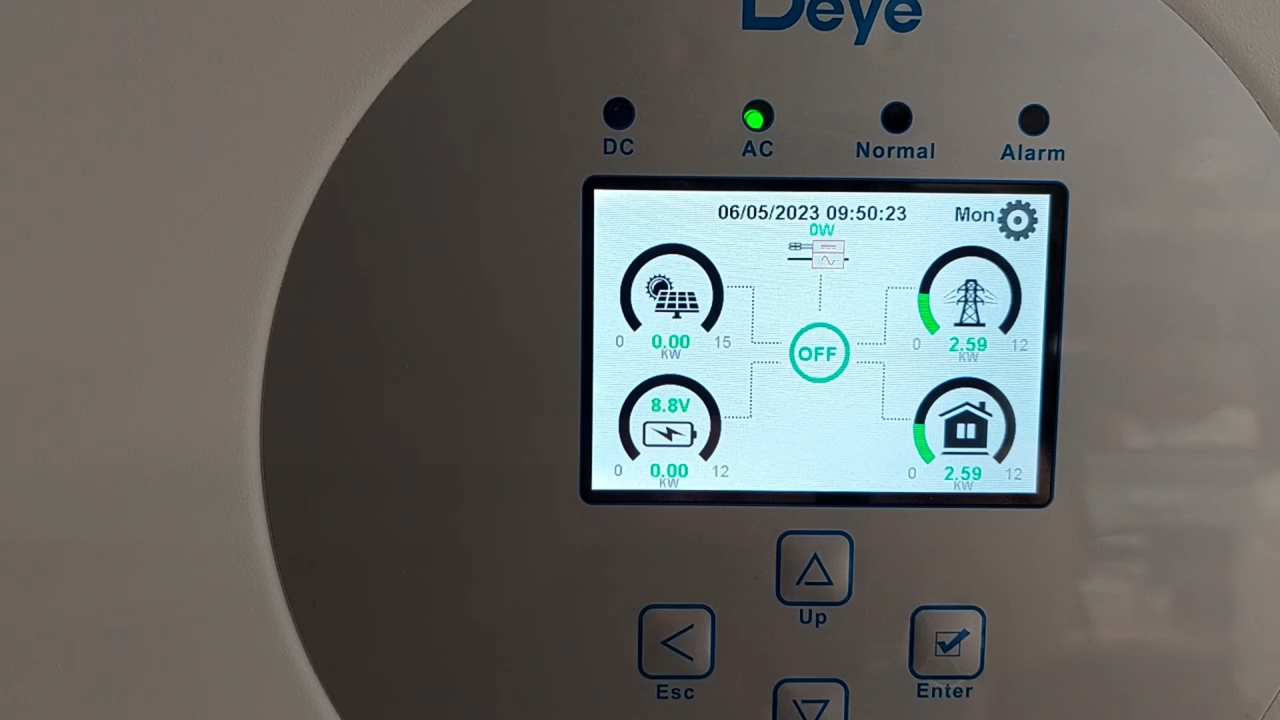 Deye
DC AC Normal Alarm
06/05/2023 09:50:23 Mon
0W
0 0.00 15
KW
0 2.59 12
KW
OFF
8.8V
0 0.00 12
KW
0 2.59 12
KW
Up
Esc
Enter